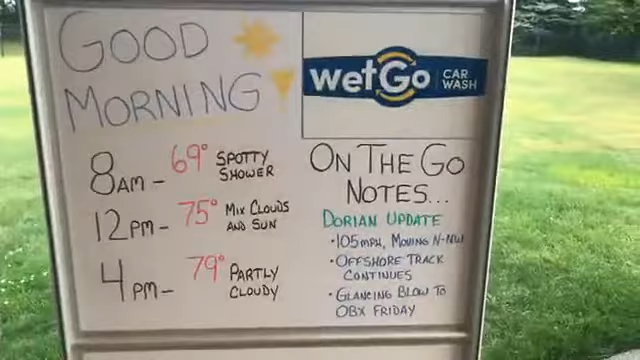 GOOD
MORNING
8AM - 69° SPOTTY
SHOWER
12PM - 75° MIX CLOUDS
AND SUN
4PM - 79° PARTLY
CLOUDY
wetGo CAR
WASH
ON THE GO
NOTES...
DORIAN UPDATE
• 105MPH, MOVING N-NW
• OFFSHORE TRACK
CONTINUES
• GLANCING BLOW TO
OBX FRIDAY